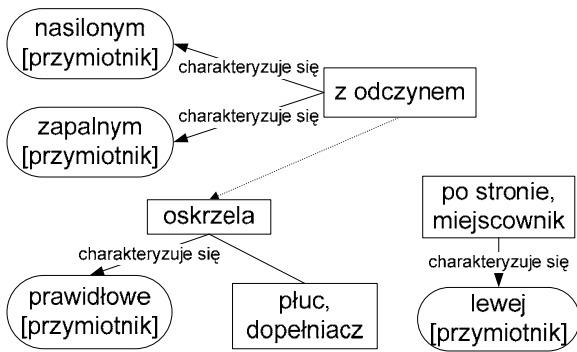 nasilonym
[przymiotnik]
charakteryzuje się
z odczynem
charakteryzuje się
zapalnym
[przymiotnik]
oskrzela
po stronie,
miejscownik
charakteryzuje się
charakteryzuje się
prawidłowe
[przymiotnik]
płuc,
dopełniacz
lewej
[przymiotnik]